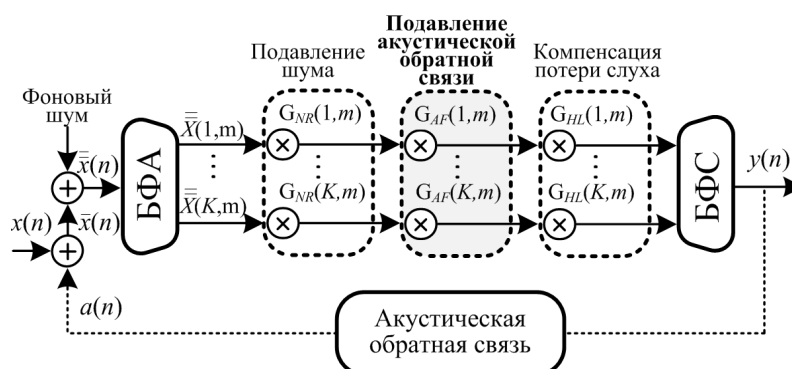 Подавление
акустической
обратной
связи
Подавление
шума
Компенсация
потери слуха
Фоновый
шум
X̿(1,m)
G_NR(1,m)
G_AF(1,m)
G_HL(1,m)
x̿(n)
БФА
БФС
y(n)
X̿(K,m)
G_NR(K,m)
G_AF(K,m)
G_HL(K,m)
x(n)
x̄(n)
a(n)
Акустическая
обратная связь